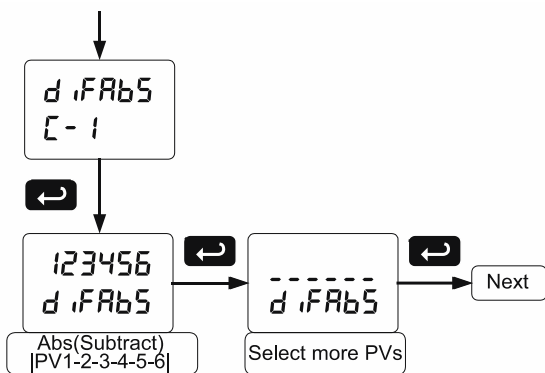 d iFAbS
C- 1
123456
d iFAbS
Abs(Subtract)
|PV1-2-3-4-5-6|
_ _ _ _ _ _
d iFAbS
Select more PVs
Next